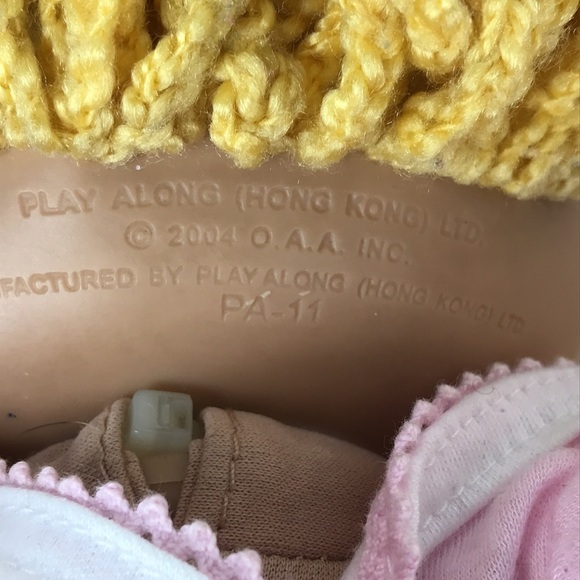 PLAY ALONG (HONG KONG) LTD.
© 2004 O.A.A. INC.
FACTURED BY PLAY ALONG (HONG KONG) LTD
PA-11